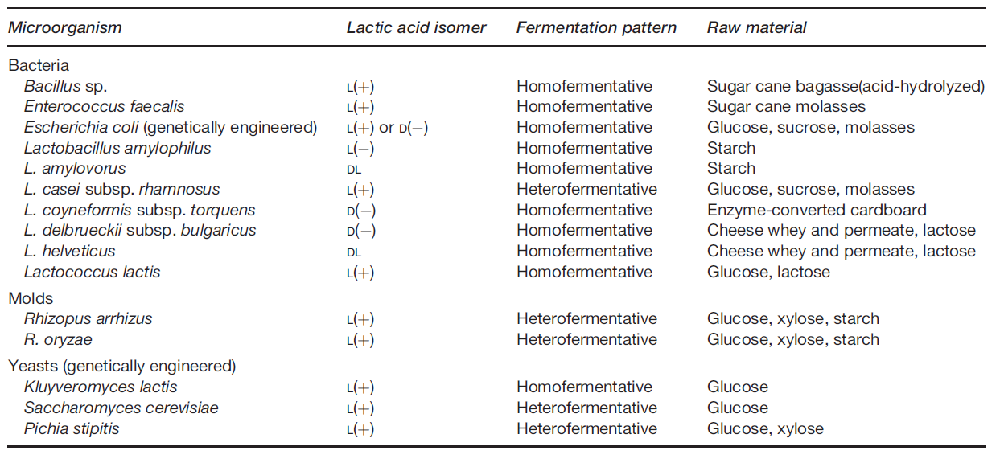 Microorganism Lactic acid isomer Fermentation pattern Raw material
Bacteria
Bacillus sp. L(+) Homofermentative Sugar cane bagasse(acid-hydrolyzed)
Enterococcus faecalis L(+) Homofermentative Sugar cane molasses
Escherichia coli (genetically engineered) L(+) or D(−) Homofermentative Glucose, sucrose, molasses
Lactobacillus amylophilus L(−) Homofermentative Starch
L. amylovorus DL Homofermentative Starch
L. casei subsp. rhamnosus L(+) Heterofermentative Glucose, sucrose, molasses
L. coyneformis subsp. torquens D(−) Homofermentative Enzyme-converted cardboard
L. delbrueckii subsp. bulgaricus D(−) Homofermentative Cheese whey and permeate, lactose
L. helveticus DL Homofermentative Cheese whey and permeate, lactose
Lactococcus lactis L(+) Homofermentative Glucose, lactose
Molds
Rhizopus arrhizus L(+) Heterofermentative Glucose, xylose, starch
R. oryzae L(+) Heterofermentative Glucose, xylose, starch
Yeasts (genetically engineered)
Kluyveromyces lactis L(+) Homofermentative Glucose
Saccharomyces cerevisiae L(+) Heterofermentative Glucose
Pichia stipitis L(+) Heterofermentative Glucose, xylose